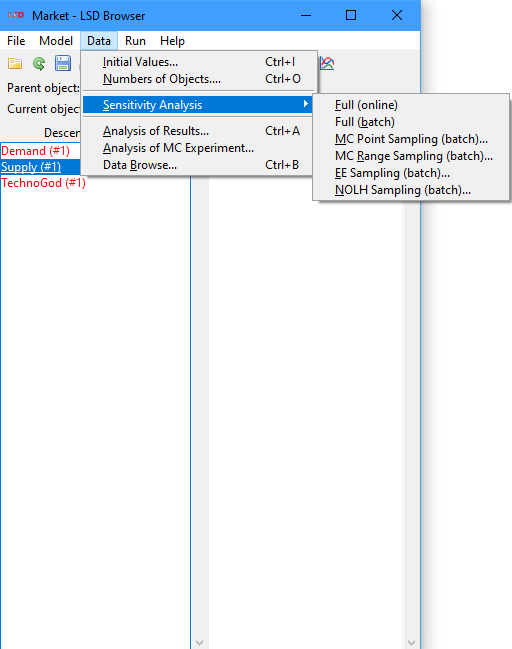 LSD Market - LSD Browser
File Model Data Run Help
Initial Values... Ctrl+I
Numbers of Objects.... Ctrl+O
Sensitivity Analysis
Analysis of Results... Ctrl+A
Analysis of MC Experiment...
Data Browse... Ctrl+B
Full (online)
Full (batch)
MC Point Sampling (batch)...
MC Range Sampling (batch)...
EE Sampling (batch)...
NOLH Sampling (batch)...
Parent object:
Current objec
Descen
Demand (#1)
Supply (#1)
TechnoGod (#1)